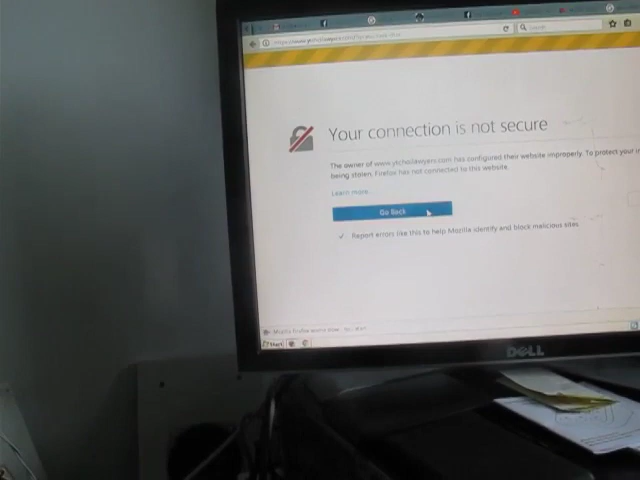 Your connection is not secure
The owner of www.ytchallawyers.com has configured their website improperly. To protect your
being stolen, Firefox has not connected to this website.
Learn more...
Go Back
Report errors like this to help Mozilla identify and block malicious sites
Start
DELL